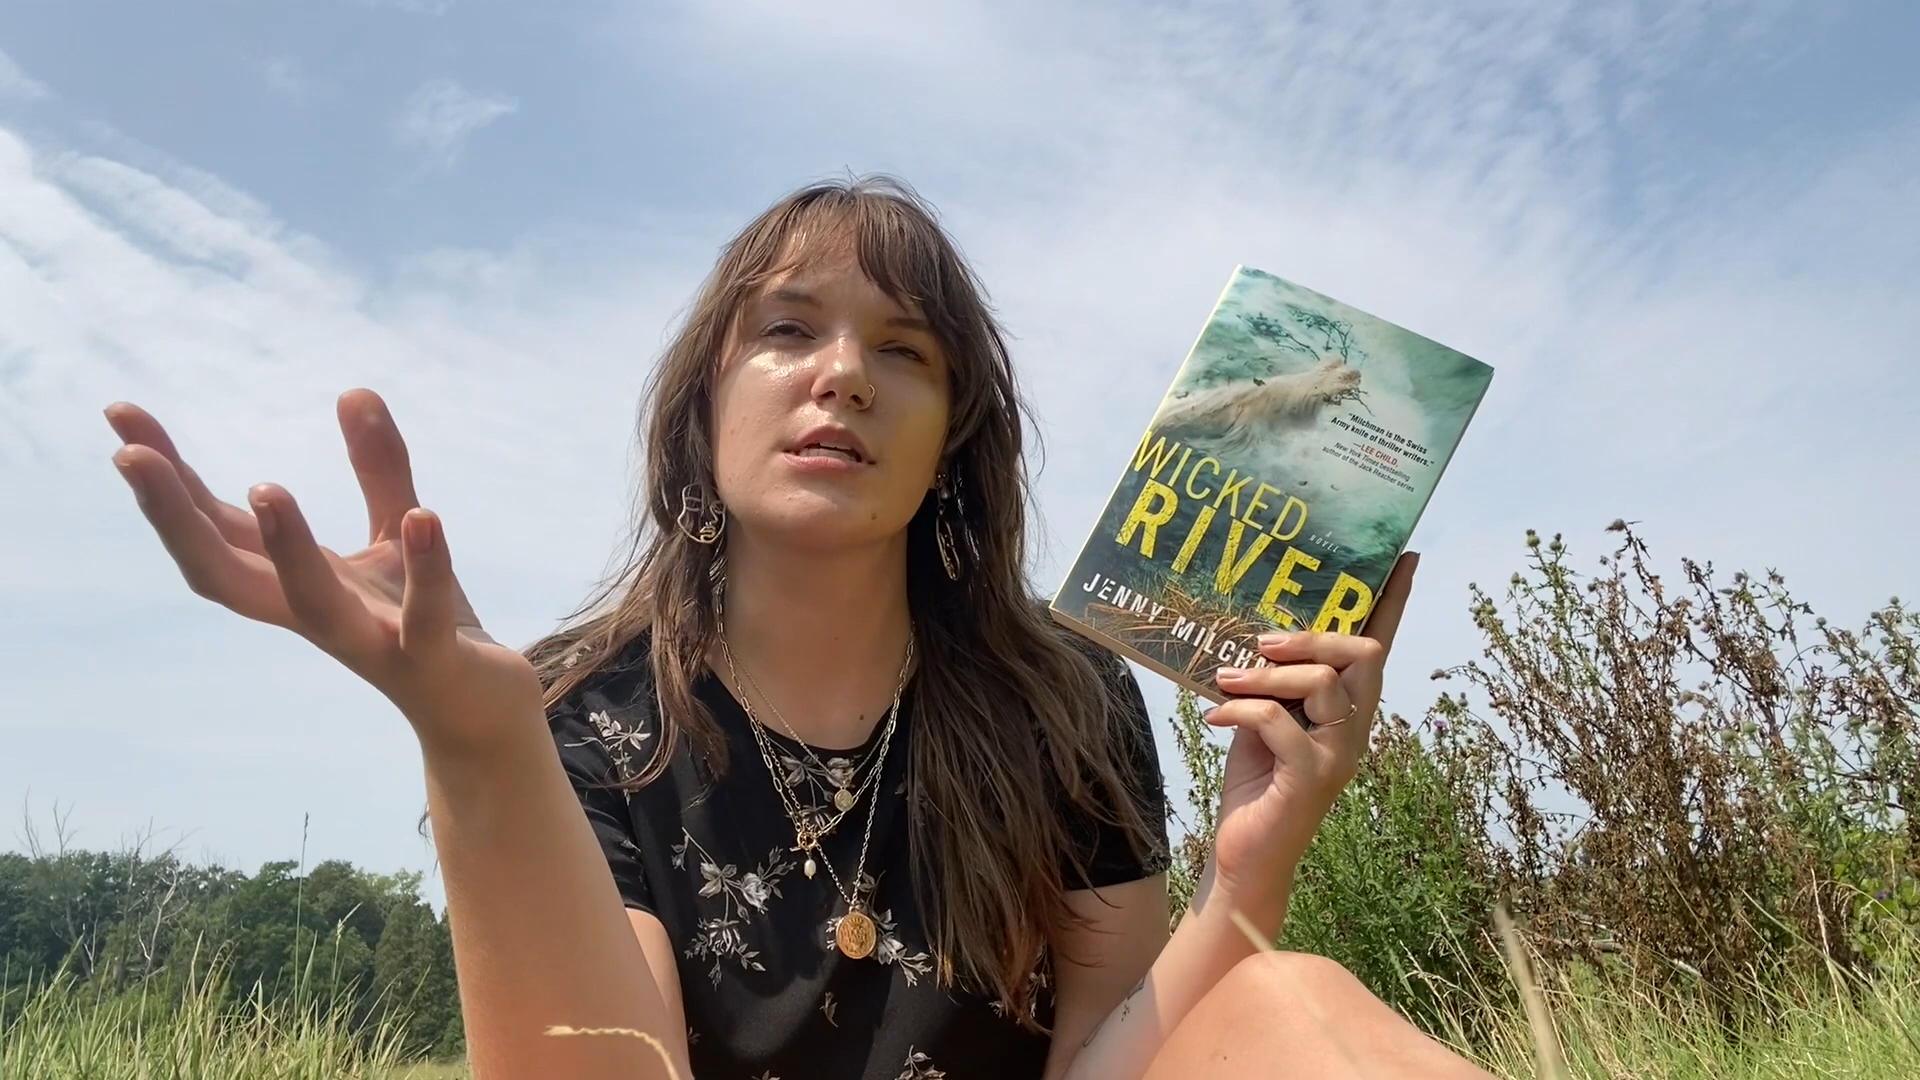 "Milchman is the Swiss
Army knife of thriller writers."
—LEE CHILD,
New York Times bestselling
author of the Jack Reacher series
WICKED
RIVER
A NOVEL
JENNY MILCHM